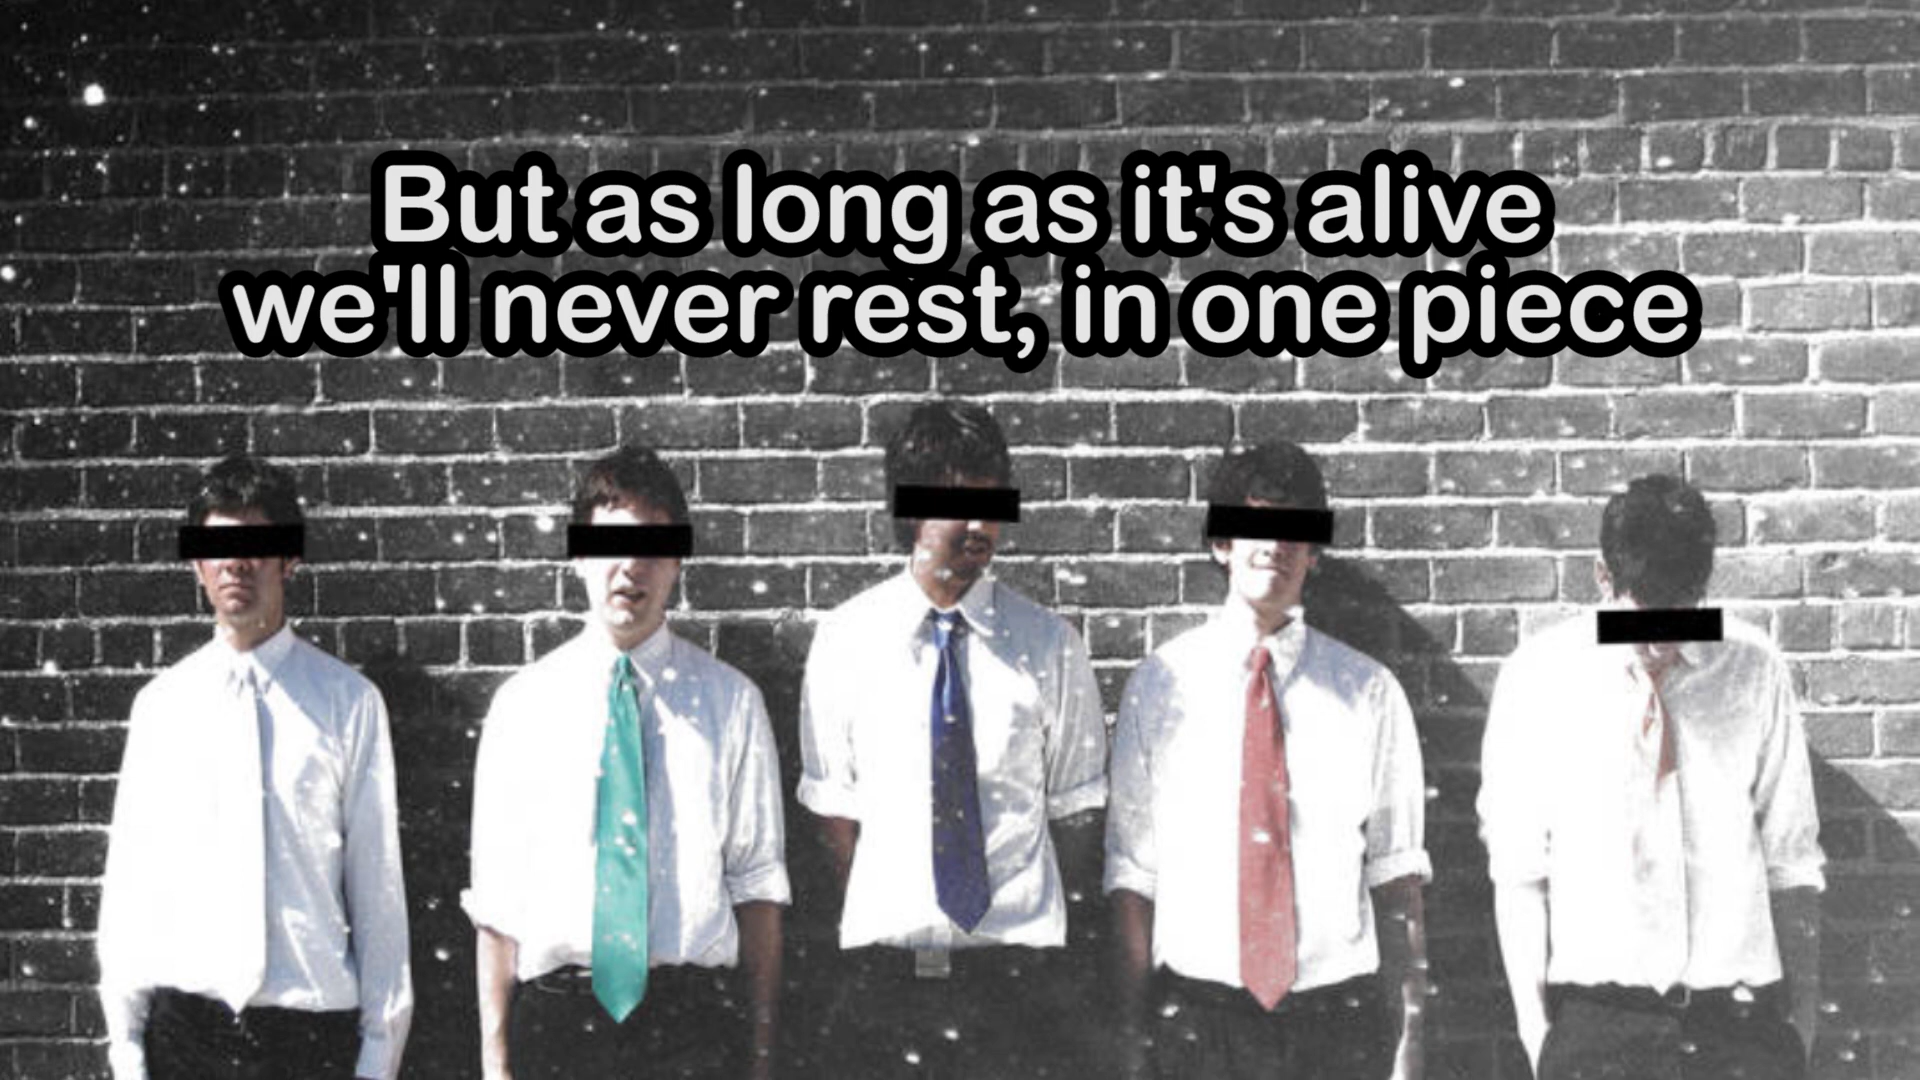 But as long as it's alive
we'll never rest, in one piece